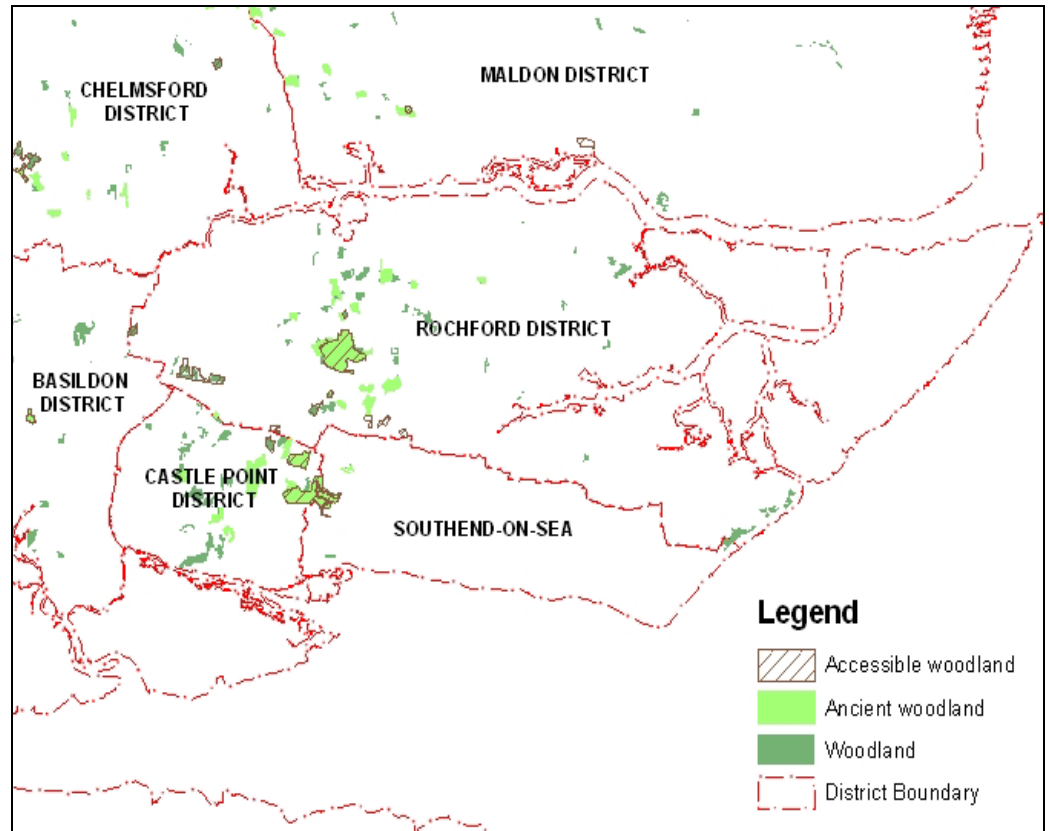 MALDON DISTRICT
CHELMSFORD
DISTRICT
ROCHFORD DISTRICT
BASILDON
DISTRICT
CASTLE POINT
DISTRICT
SOUTHEND-ON-SEA
Legend
Accessible woodland
Ancient woodland
Woodland
District Boundary